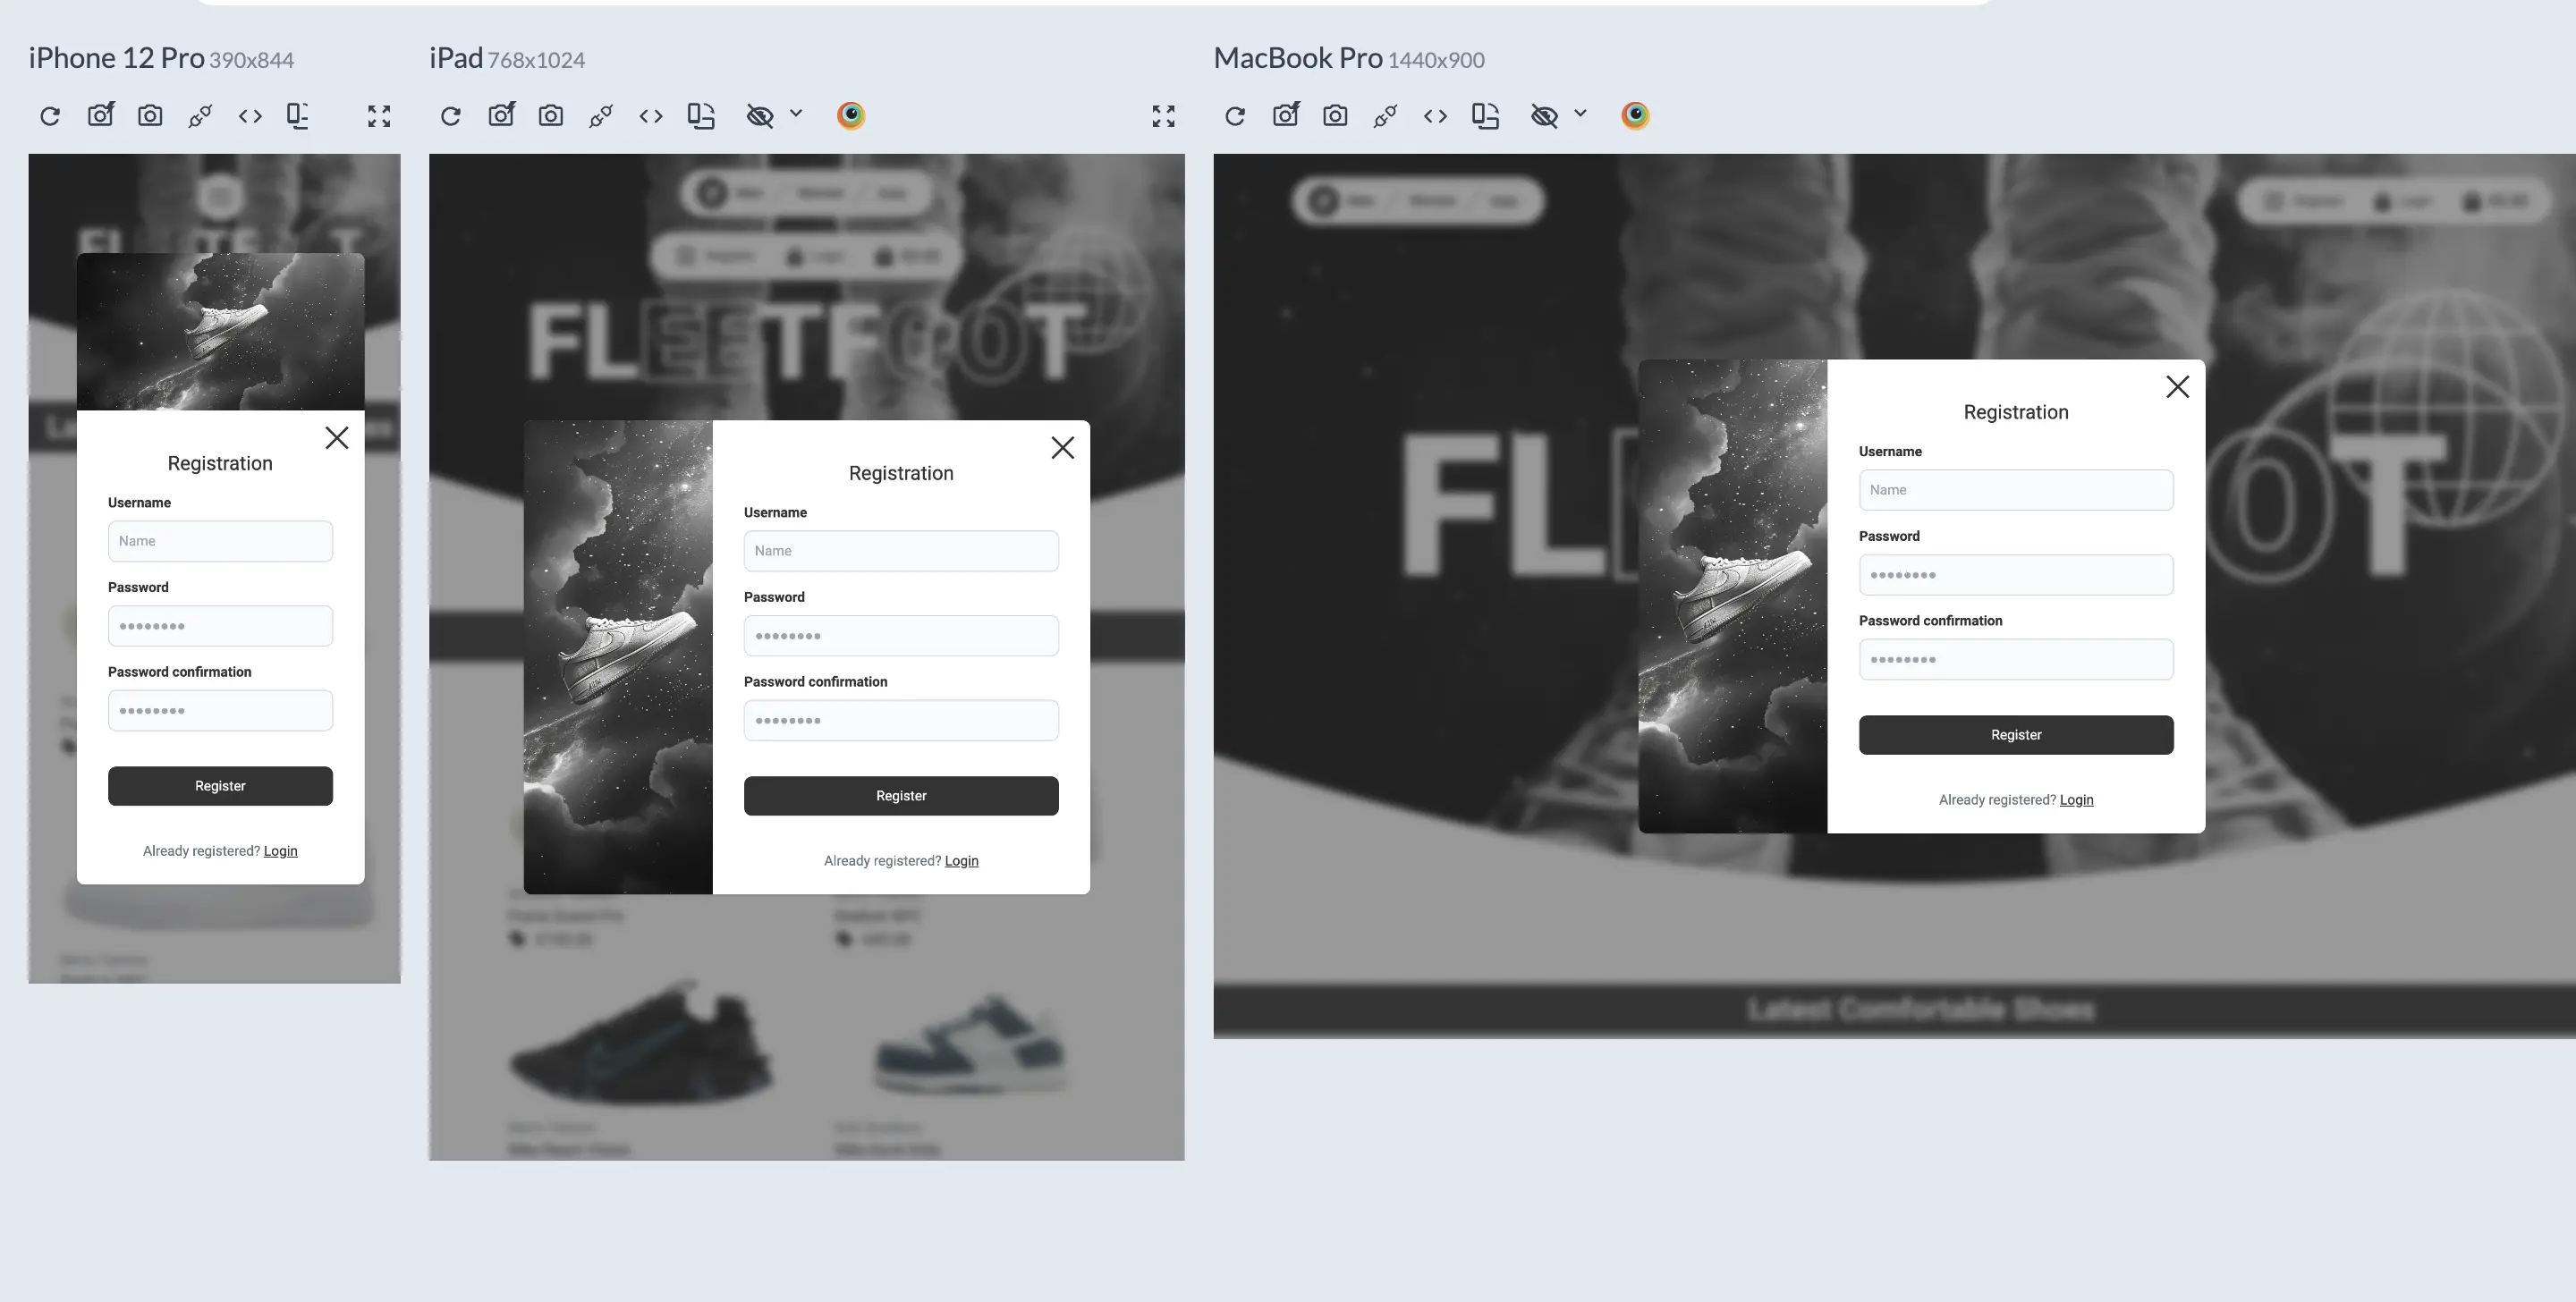 iPhone 12 Pro 390x844
Registration
Username
Name
Password
Password confirmation
Register
Already registered? Login
iPad 768x1024
FLEETFOOT
Registration
Username
Name
Password
Password confirmation
Register
Already registered? Login
MacBook Pro 1440x900
Registration
Username
Name
Password
Password confirmation
Register
Already registered? Login
Latest Comfortable Shoes